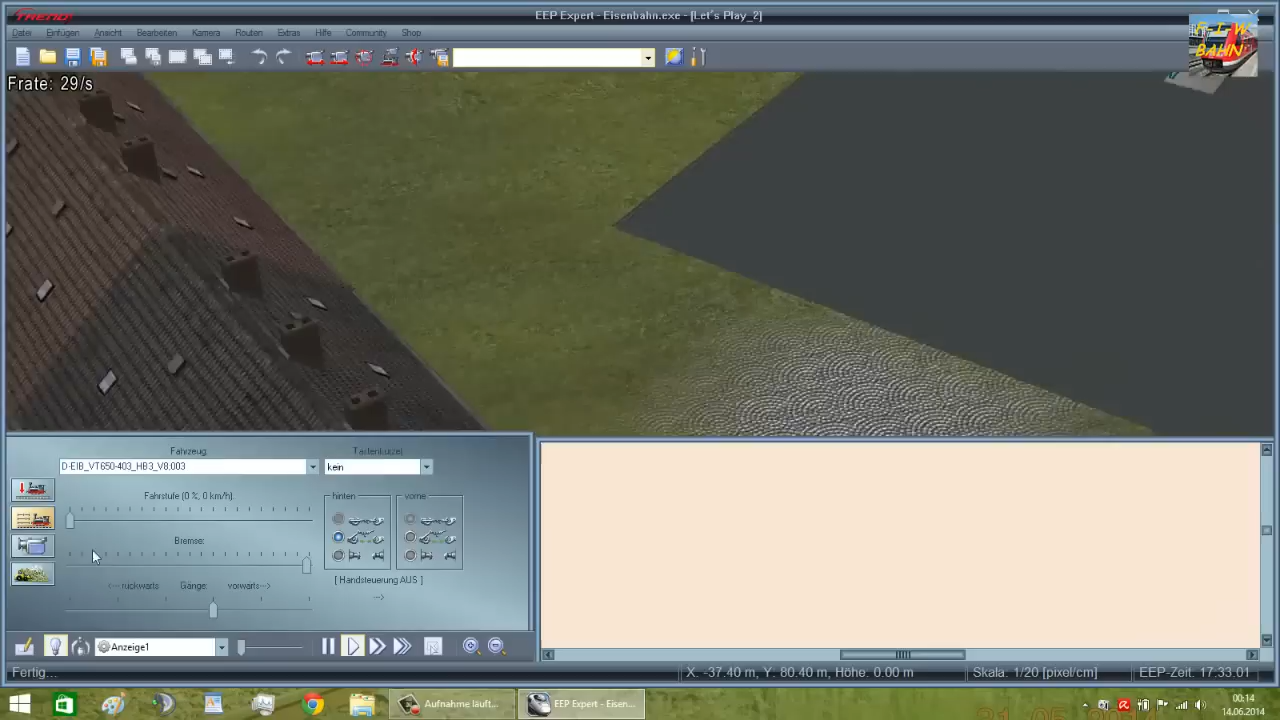 TREND
EEP Expert - Eisenbahn.exe - [Let's Play_2]
Datei Einfügen Ansicht Bearbeiten Kamera Routen Extras Hilfe Community Shop
BAHN
Frate: 29/s
Fahrzeug:
Tastenkürzel
D-EIB_VT650-403_HB3_V8.003
kein
Fahrstufe (0 %, 0 km/h)
hinten
vorne
Bremse:
<--- rückwärts Gänge: vorwärts--->
[ Handsteuerung AUS ]
-->
Anzeige1
Fertig...
X. -37.40 m, Y: 80.40 m, Höhe: 0.00 m
Skala: 1/20 [pixel/cm]
EEP-Zeit: 17:33.01
Aufnahme läuft...
EEP Expert - Eisen...
00:14
14.06.2014